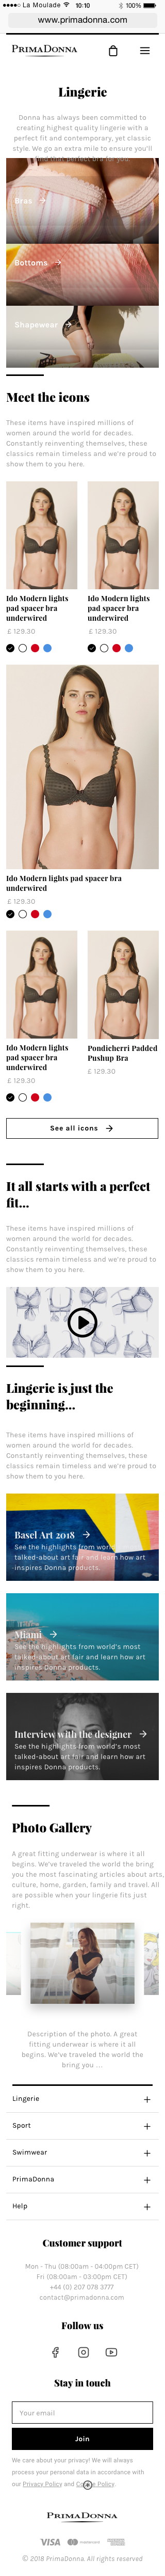 La Moulade 10:10 100%
www.primadonna.com
PRIMADONNA
Lingerie
Donna has always been committed to
creating highest quality lingerie with a
perfect fit and contemporary, yet classic
style. We go an extra mile to ensure you'll
find that perfect bra for you.
Bras
Bottoms
Shapewear
Meet the icons
These items have inspired millions of
women around the world for decades.
Constantly reinventing themselves, these
classics remain timeless and we're proud to
show them to you here.
Ido Modern lights
pad spacer bra
underwired
£ 129.30
Ido Modern lights
pad spacer bra
underwired
£ 129.30
Ido Modern lights pad spacer bra
underwired
£ 129.30
Ido Modern lights
pad spacer bra
underwired
£ 129.30
Pondicherri Padded
Pushup Bra
£ 129.30
See all icons
It all starts with a perfect
fit...
These items have inspired millions of
women around the world for decades.
Constantly reinventing themselves, these
classics remain timeless and we're proud to
show them to you here.
Lingerie is just the
beginning...
These items have inspired millions of
women around the world for decades.
Constantly reinventing themselves, these
classics remain timeless and we're proud to
show them to you here.
Basel Art 2018
See the highlights from world's most
talked-about art fair and learn how art
inspires Donna products.
Miami
See the highlights from world's most
talked-about art fair and learn how art
inspires Donna products.
Interview with the designer
See the highlights from world's most
talked-about art fair and learn how art
inspires Donna products.
Photo Gallery
A great fitting underwear is where it all
begins. We've traveled the world the bring
you the most fascinating articles about arts,
culture, home, garden, family and travel. All
are possible when your lingerie fits just
right.
Description of the photo. A great
fitting underwear is where it all
begins. We've traveled the world the
bring you ...
Lingerie
Sport
Swimwear
PrimaDonna
Help
Customer support
Mon - Thu (08:00am - 04:00pm CET)
Fri (08:00am - 03:00pm CET)
+44 (0) 207 078 3777
contact@primadonna.com
Follow us
Stay in touch
Your email
Join
We care about your privacy! We will always
process your personal data in accordance with
our Privacy Policy and Policy.
PRIMADONNA
VISA
© 2018 PrimaDonna. All rights reserved